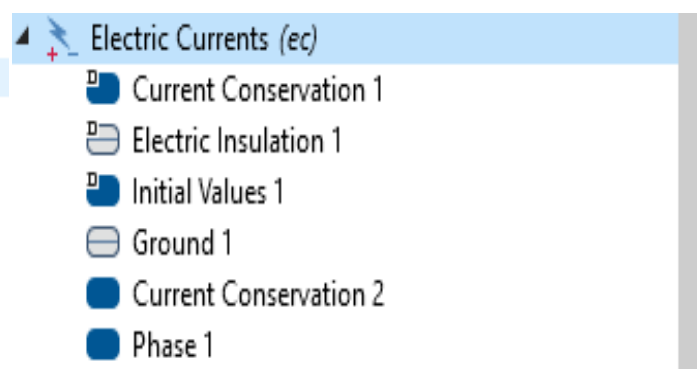 Electric Currents (ec)
D Current Conservation 1
D Electric Insulation 1
D Initial Values 1
Ground 1
Current Conservation 2
Phase 1